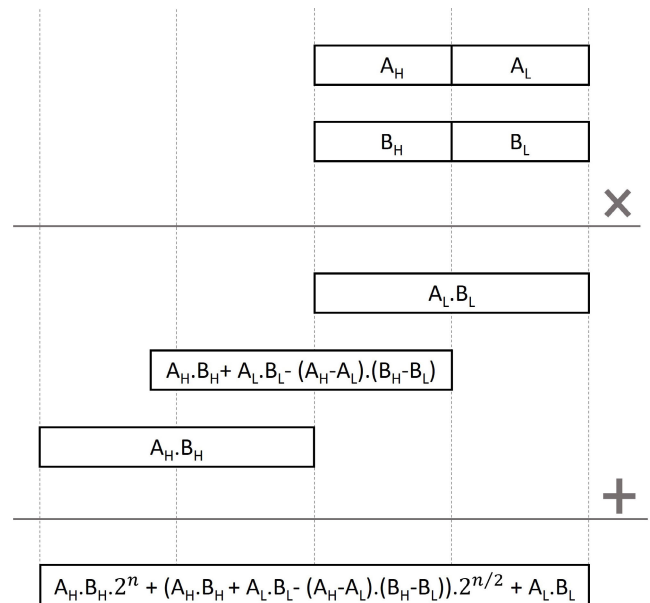 A_H A_L
B_H B_L
×
A_L.B_L
A_H.B_H+ A_L.B_L- (A_H-A_L).(B_H-B_L)
A_H.B_H
+
A_H.B_H.2^n + (A_H.B_H + A_L.B_L- (A_H-A_L).(B_H-B_L)).2^{n/2} + A_L.B_L